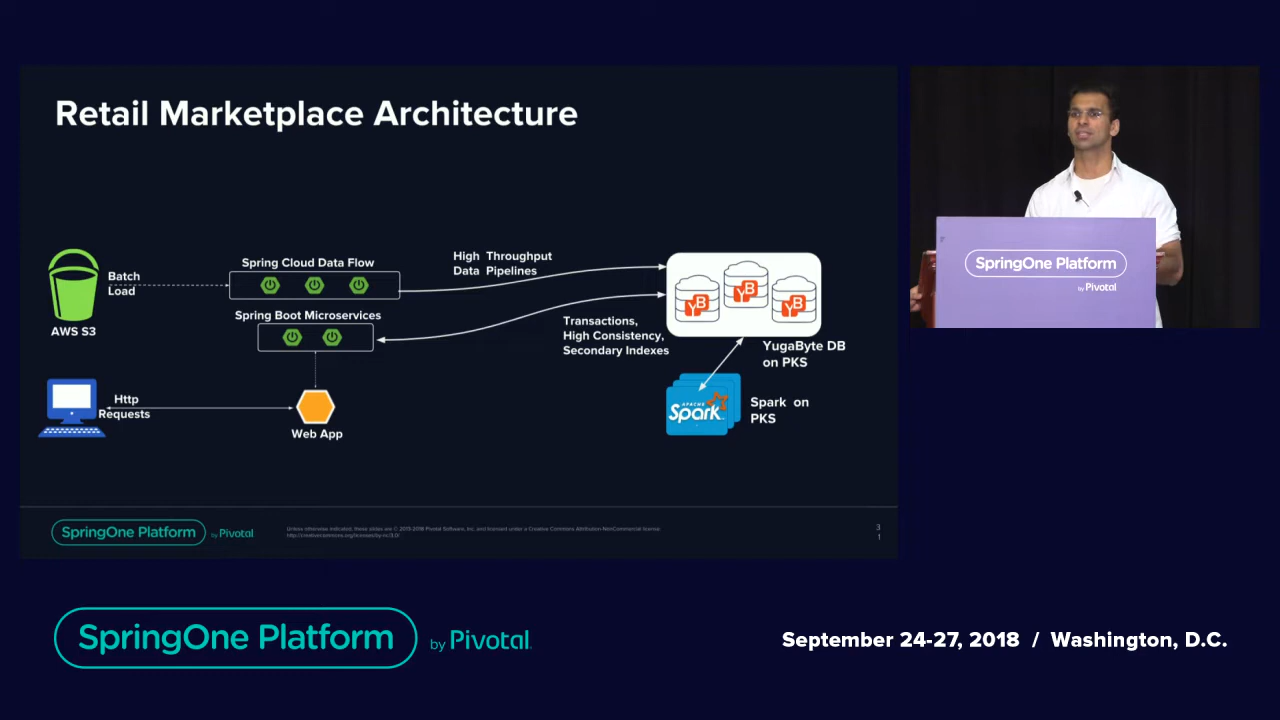 Retail Marketplace Architecture
AWS S3
Batch
Load
Spring Cloud Data Flow
Spring Boot Microservices
High Throughput
Data Pipelines
Transactions,
High Consistency,
Secondary Indexes
YB
YB
YB
YugaByte DB
on PKS
APACHE
Spark
Spark on
PKS
Http
Requests
Web App
SpringOne Platform
by Pivotal
Unless otherwise indicated, these slides are © 2013-2018 Pivotal Software, Inc. and licensed under a Creative Commons Attribution-NonCommercial license
http://creativecommons.org/licenses/by-nc/3.0/
3
1
SpringOne Platform
by Pivotal
SpringOne Platform
by Pivotal.
September 24-27, 2018 / Washington, D.C.